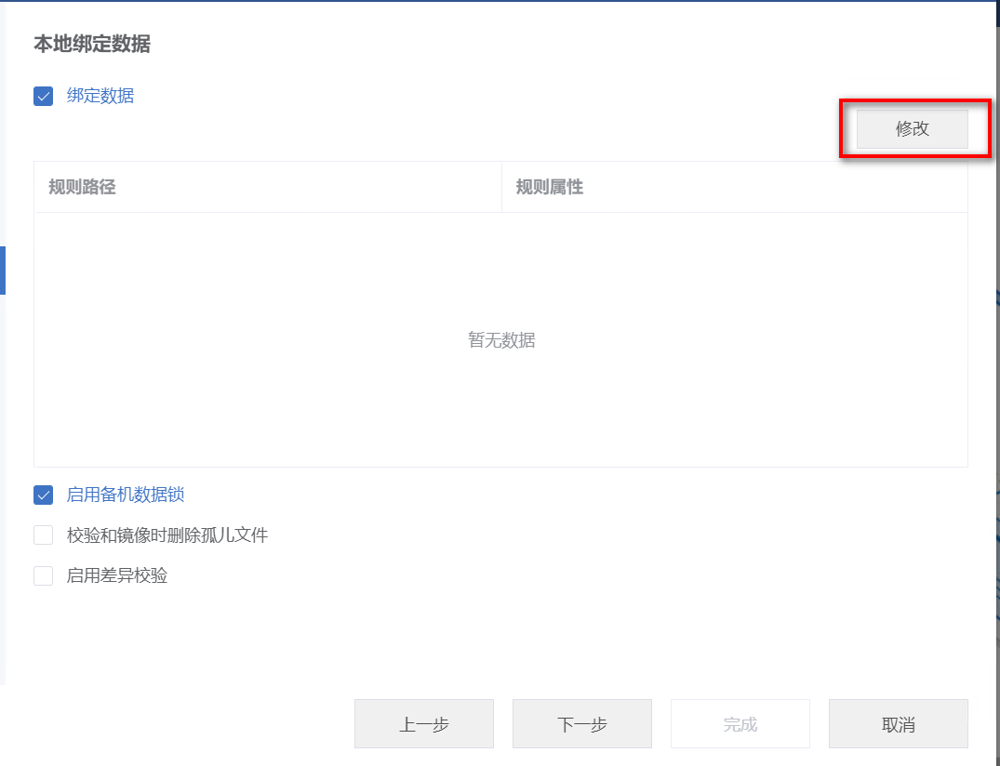 本地绑定数据
绑定数据
修改
规则路径
规则属性
暂无数据
启用备机数据锁
校验和镜像时删除孤儿文件
启用差异校验
上一步
下一步
完成
取消